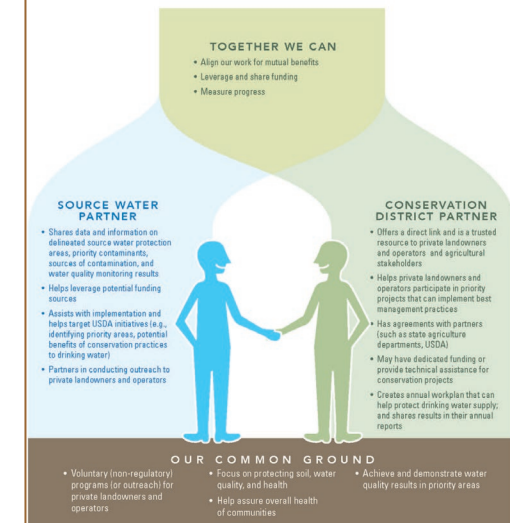 TOGETHER WE CAN
• Align our work for mutual benefits
• Leverage and share funding
• Measure progress
SOURCE WATER
PARTNER
• Shares data and information on
delineated source water protection
areas, priority contaminants,
sources of contamination, and
water quality monitoring results
• Helps leverage potential funding
sources
• Assists with implementation and
helps target USDA initiatives (e.g.,
identifying priority areas, potential
benefits of conservation practices
to drinking water)
• Partners in conducting outreach to
private landowners and operators
CONSERVATION
DISTRICT PARTNER
• Offers a direct link and is a trusted
resource to private landowners
and operators and agricultural
stakeholders
• Helps private landowners and
operators participate in priority
projects that can implement best
management practices
• Has agreements with partners
(such as state agriculture
departments, USDA)
• May have dedicated funding or
provide technical assistance for
conservation projects
• Creates annual workplan that can
help protect drinking water supply;
and shares results in their annual
reports
OUR COMMON GROUND
• Voluntary (non-regulatory)
programs (or outreach) for
private landowners and
operators
• Focus on protecting soil, water
quality, and health
• Help assure overall health
of communities
• Achieve and demonstrate water
quality results in priority areas